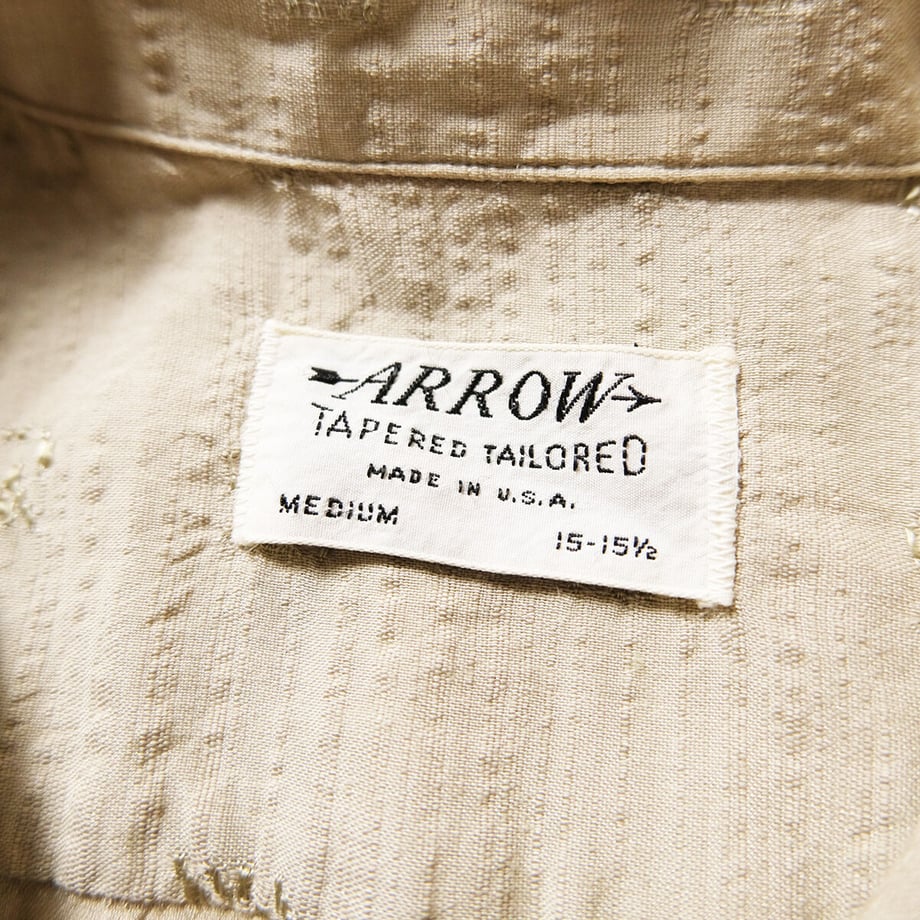 ARROW
TAPERED TAILORED
MADE IN U.S.A.
MEDIUM
15-15½